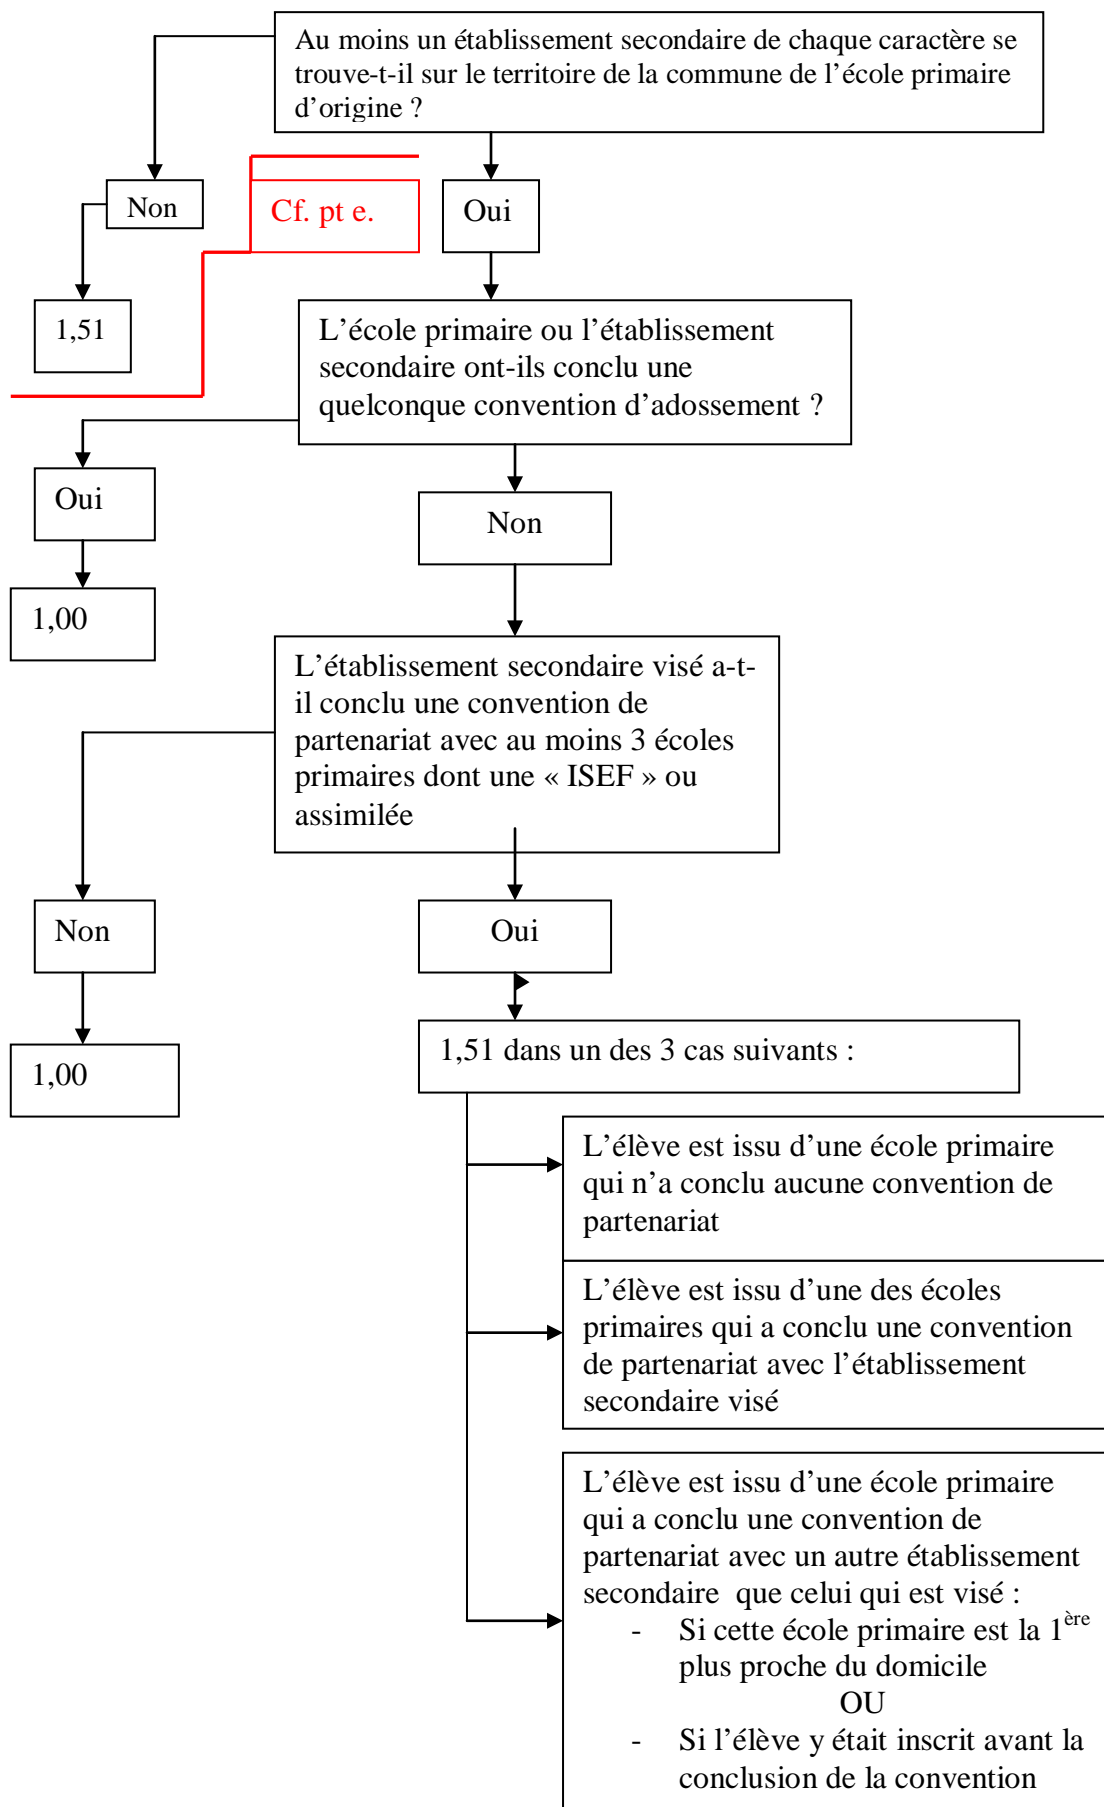 Au moins un établissement secondaire de chaque caractère se
trouve-t-il sur le territoire de la commune de l’école primaire
d’origine ?
Non
Cf. pt e.
Oui
1,51
L’école primaire ou l’établissement
secondaire ont-ils conclu une
quelconque convention d’adossement ?
Oui
Non
1,00
L’établissement secondaire visé a-t-
il conclu une convention de
partenariat avec au moins 3 écoles
primaires dont une « ISEF » ou
assimilée
Non
Oui
1,00
1,51 dans un des 3 cas suivants :
L’élève est issu d’une école primaire
qui n’a conclu aucune convention de
partenariat
L’élève est issu d’une des écoles
primaires qui a conclu une convention
de partenariat avec l’établissement
secondaire visé
L’élève est issu d’une école primaire
qui a conclu une convention de
partenariat avec un autre établissement
secondaire que celui qui est visé :
- Si cette école primaire est la 1ère
plus proche du domicile
OU
- Si l’élève y était inscrit avant la
conclusion de la convention